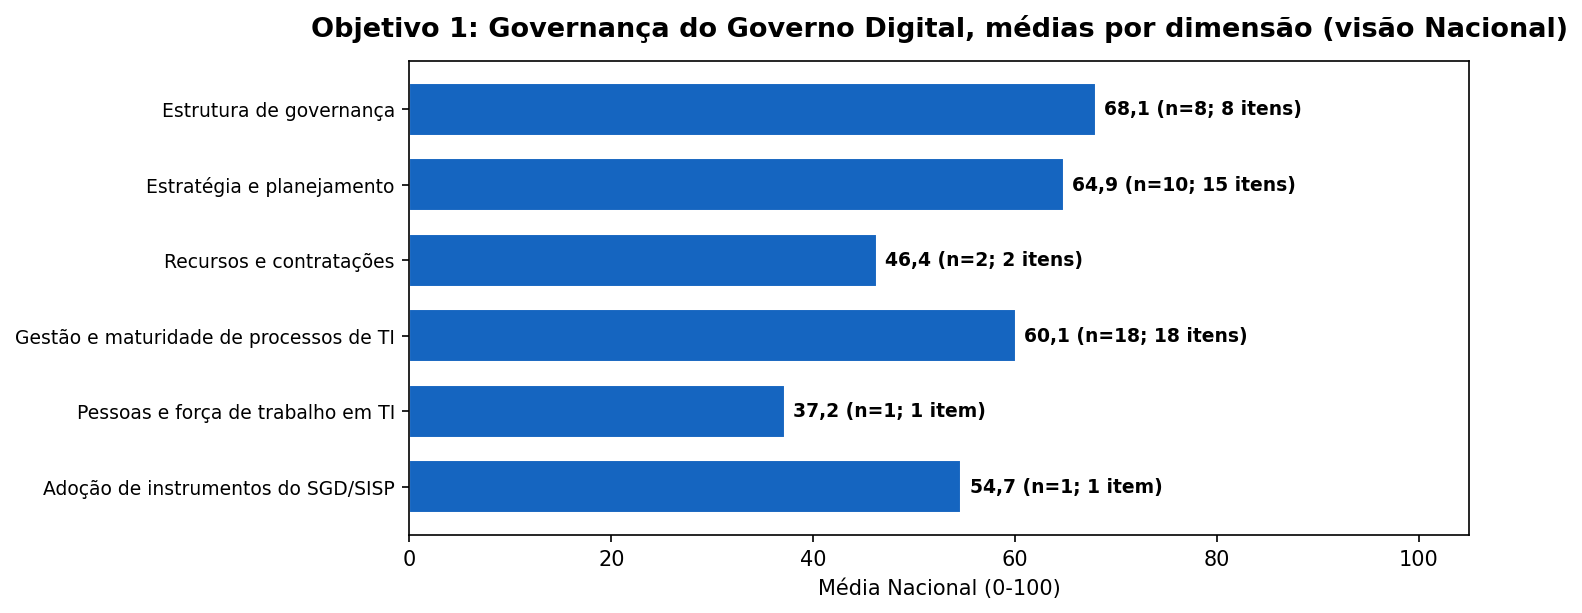 Objetivo 1: Governança do Governo Digital, médias por dimensão (visão Nacional)
Estrutura de governança
68,1 (n=8; 8 itens)
Estratégia e planejamento
64,9 (n=10; 15 itens)
Recursos e contratações
46,4 (n=2; 2 itens)
Gestão e maturidade de processos de TI
60,1 (n=18; 18 itens)
Pessoas e força de trabalho em TI
37,2 (n=1; 1 item)
Adoção de instrumentos do SGD/SISP
54,7 (n=1; 1 item)
0 20 40 60 80 100
Média Nacional (0-100)